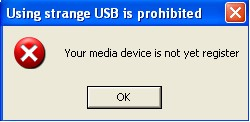 Using strange USB is prohibited
Your media device is not yet register
OK